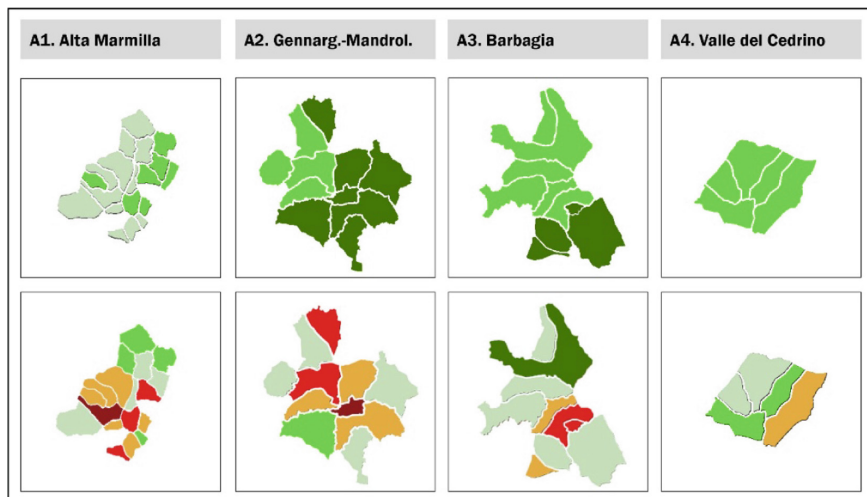 A1. Alta Marmilla
A2. Gennarg.-Mandrol.
A3. Barbagia
A4. Valle del Cedrino